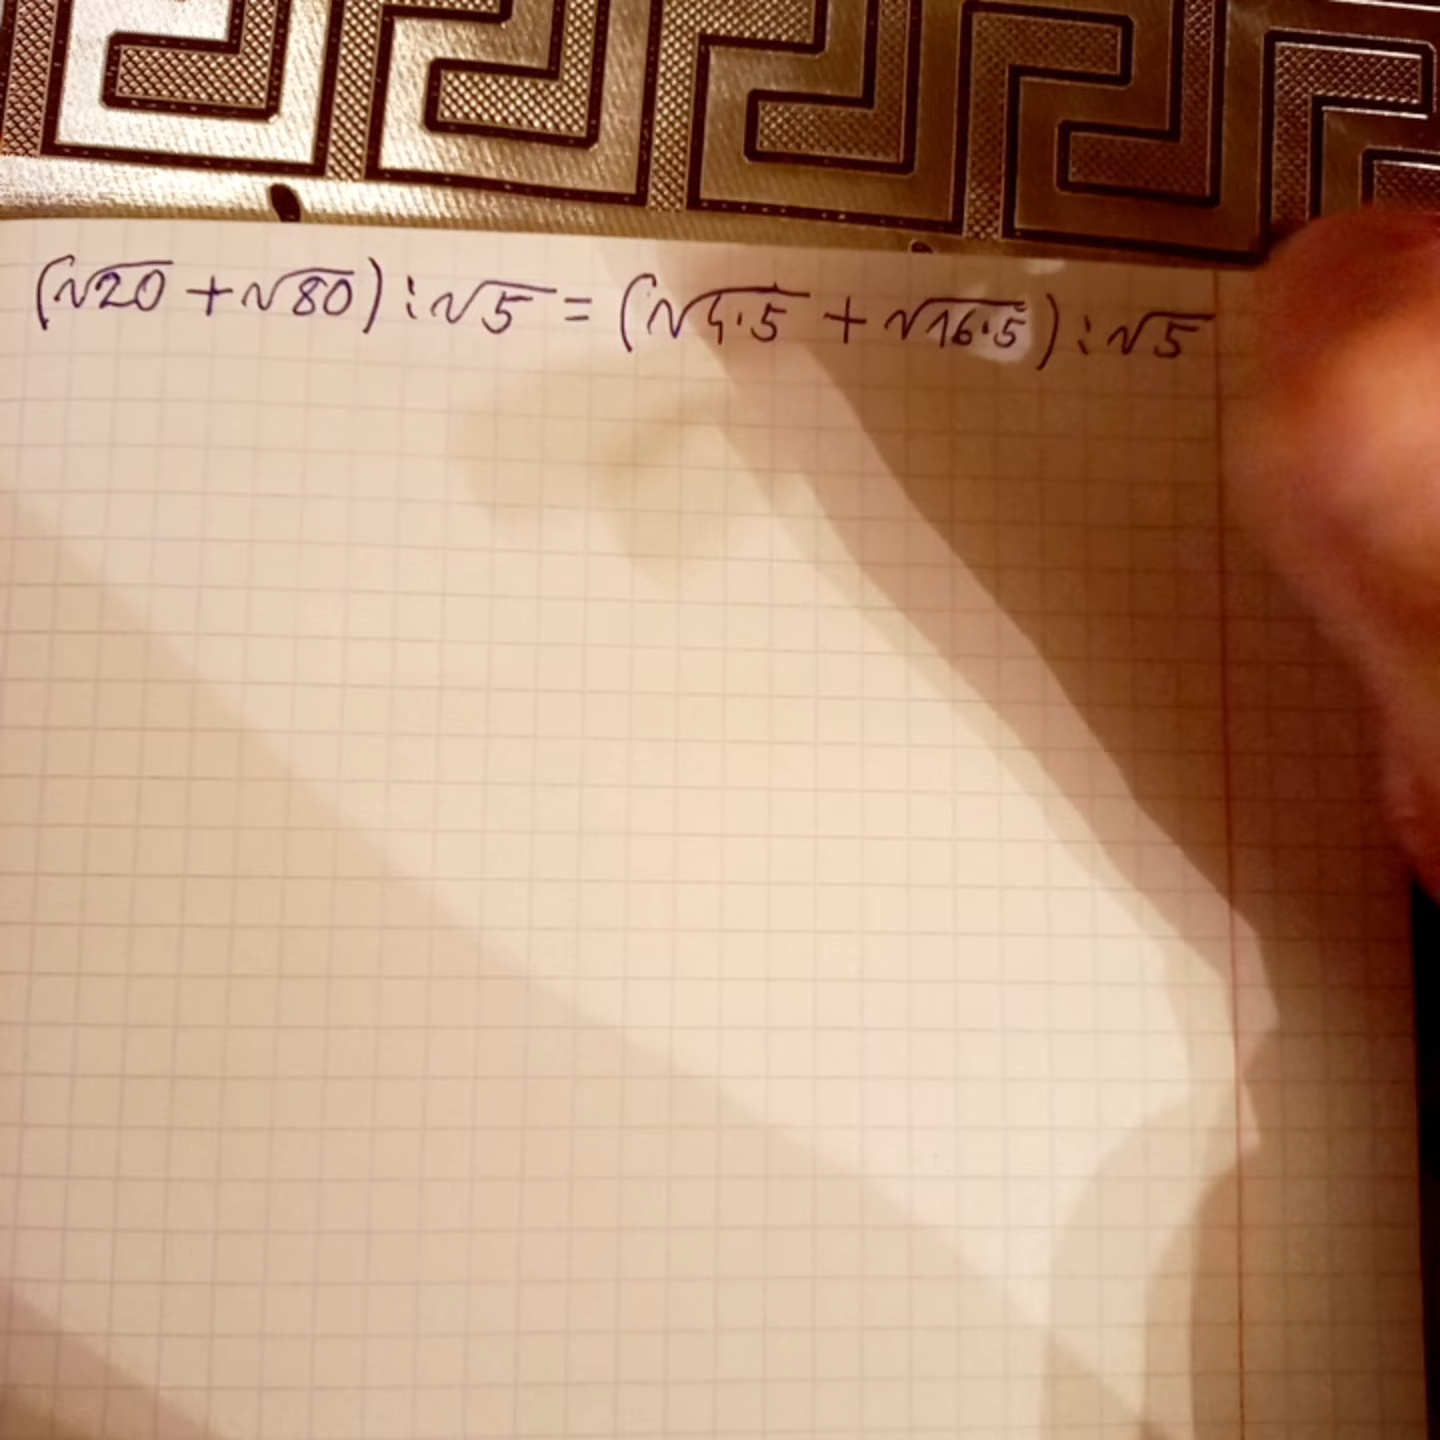 (√20 + √80) : √5 = (√4·5 + √16·5) : √5